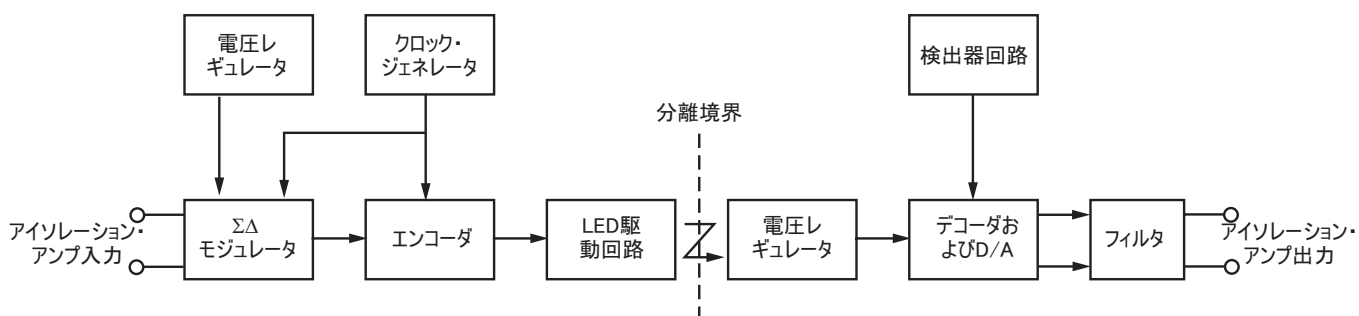 電圧レ
ギュレータ
クロック・
ジェネレータ
検出器回路
分離境界
アイソレーション・
アンプ入力
ΣΔ
モジュレータ
エンコーダ
LED駆
動回路
電圧レ
ギュレータ
デコーダお
よびD/A
フィルタ
アイソレーション・
アンプ出力